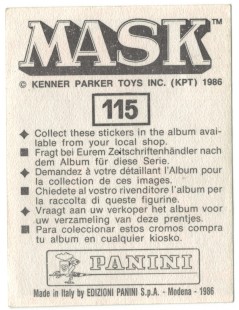 MASK™
© KENNER PARKER TOYS INC. (KPT) 1986
115
◆ Collect these stickers in the album avai-
lable from your local shop.
■ Fragt bei Eurem Zeitschriftenhändler nach
dem Album für diese Serie.
◆ Demandez à votre détaillant l'Album pour
la collection de ces images.
■ Chiedete al vostro rivenditore l'album per
la raccolta di queste figurine.
◆ Vraagt aan uw verkoper het album voor
uw verzameling van deze prentjes.
■ Para coleccionar estos cromos compra
tu album en cualquier kiosko.
PANINI
Made in Italy by EDIZIONI PANINI S.p.A. - Modena - 1986